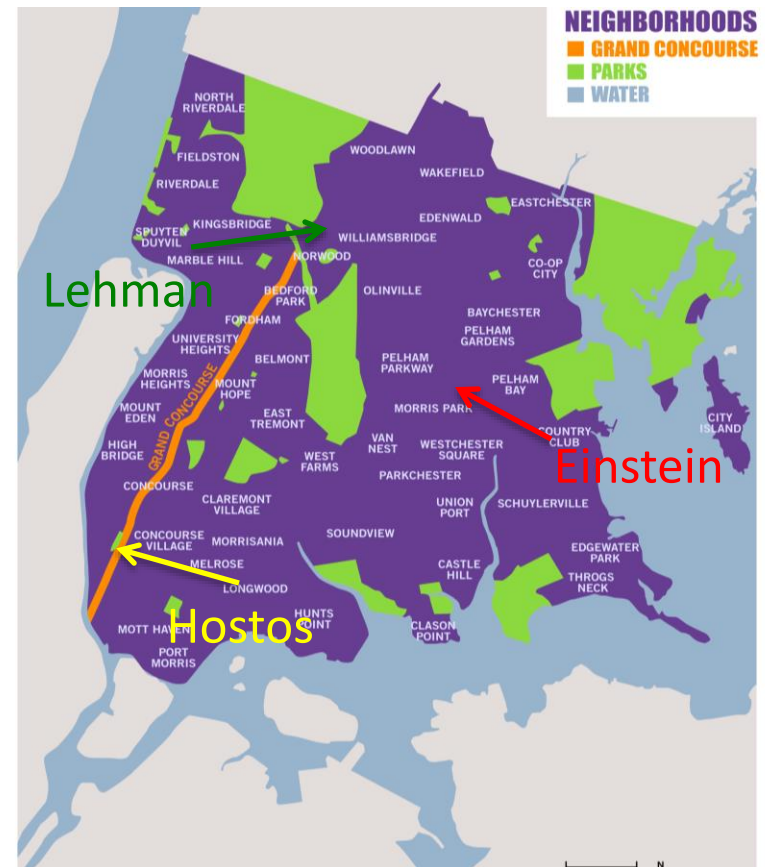 NEIGHBORHOODS
GRAND CONCOURSE
PARKS
WATER
NORTH
RIVERDALE
WOODLAWN
FIELDSTON
WAKEFIELD
RIVERDALE
EASTCHESTER
EDENWALD
KINGSBRIDGE
SPUYTEN
DUYVIL
WILLIAMSBRIDGE
MARBLE HILL
NORWOOD
CO-OP
CITY
Lehman
BEDFORD
PARK
OLINVILLE
FORDHAM
BAYCHESTER
UNIVERSITY
HEIGHTS
PELHAM
GARDENS
BELMONT
PELHAM
PARKWAY
MORRIS
HEIGHTS
MOUNT
HOPE
PELHAM
BAY
MOUNT
EDEN
GRAND CONCOURSE
EAST
TREMONT
MORRIS PARK
CITY
ISLAND
COUNTRY
CLUB
HIGH
BRIDGE
VAN
NEST
WESTCHESTER
SQUARE
WEST
FARMS
Einstein
PARKCHESTER
CONCOURSE
CLAREMONT
VILLAGE
UNION
PORT
SCHUYLERVILLE
CONCOURSE
VILLAGE
MORRISANIA
SOUNDVIEW
EDGEWATER
PARK
MELROSE
CASTLE
HILL
THROGS
NECK
LONGWOOD
HUNTS
POINT
Hostos
MOTT HAVEN
CLASON
POINT
PORT
MORRIS
N